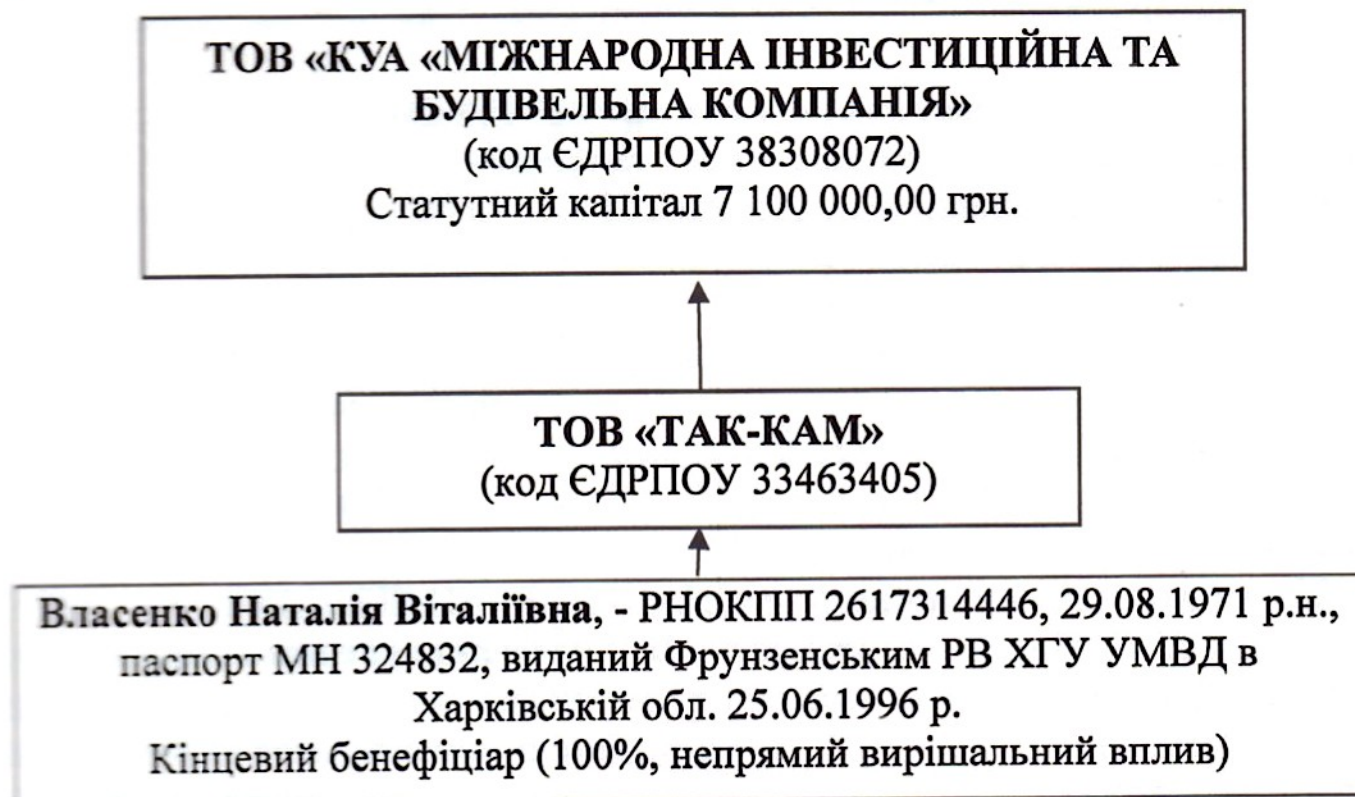 ТОВ «КУА «МІЖНАРОДНА ІНВЕСТИЦІЙНА ТА
БУДІВЕЛЬНА КОМПАНІЯ»
(код ЄДРПОУ 38308072)
Статутний капітал 7 100 000,00 грн.
ТОВ «ТАК-КАМ»
(код ЄДРПОУ 33463405)
Власенко Наталія Віталіївна, - РНОКПП 2617314446, 29.08.1971 р.н.,
паспорт МН 324832, виданий Фрунзенським РВ ХГУ УМВД в
Харківській обл. 25.06.1996 р.
Кінцевий бенефіціар (100%, непрямий вирішальний вплив)